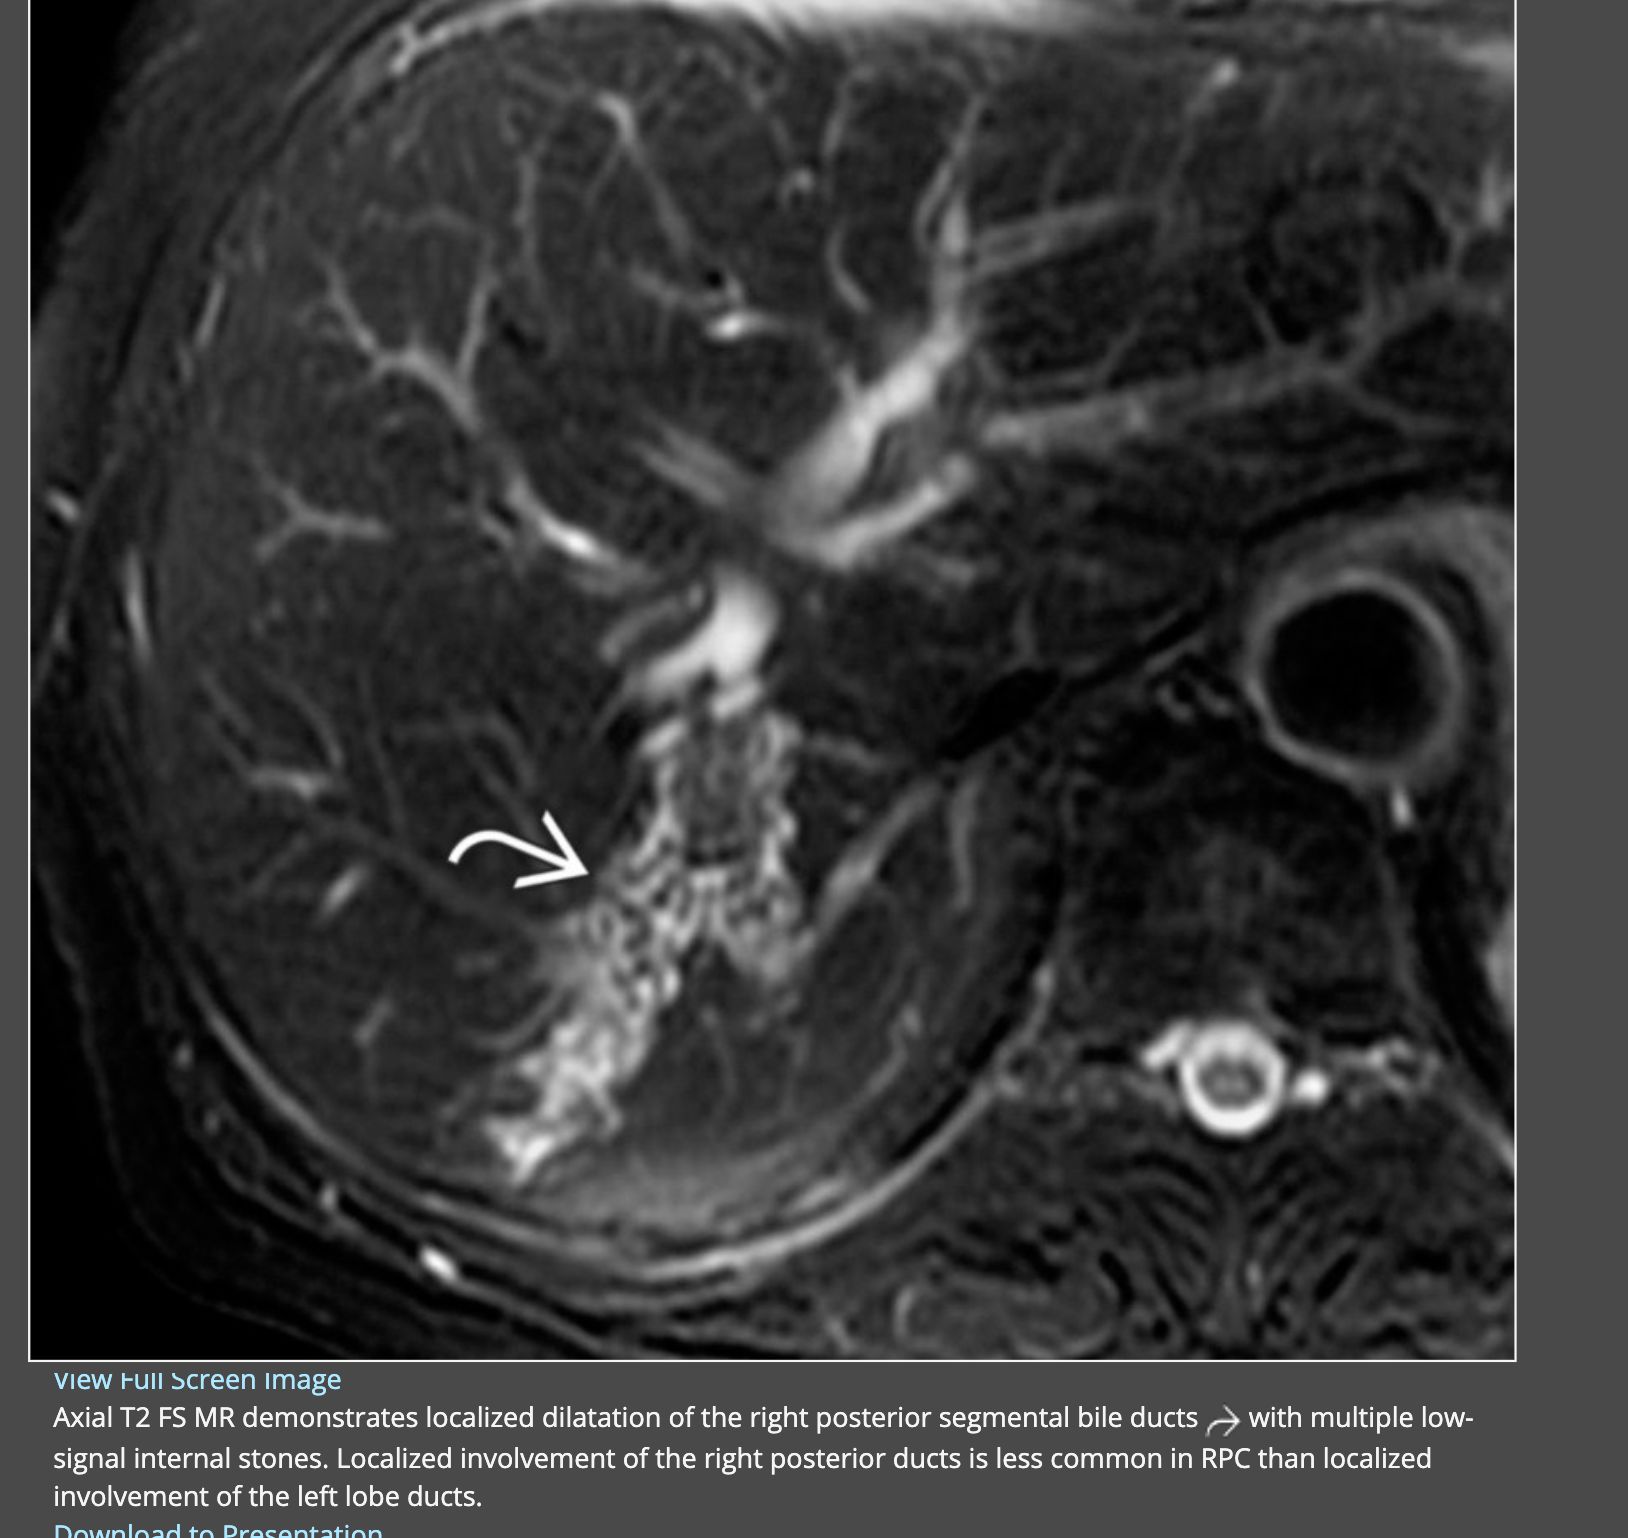 View Full Screen Image
Axial T2 FS MR demonstrates localized dilatation of the right posterior segmental bile ducts with multiple low-
signal internal stones. Localized involvement of the right posterior ducts is less common in RPC than localized
involvement of the left lobe ducts.
Download to Presentation